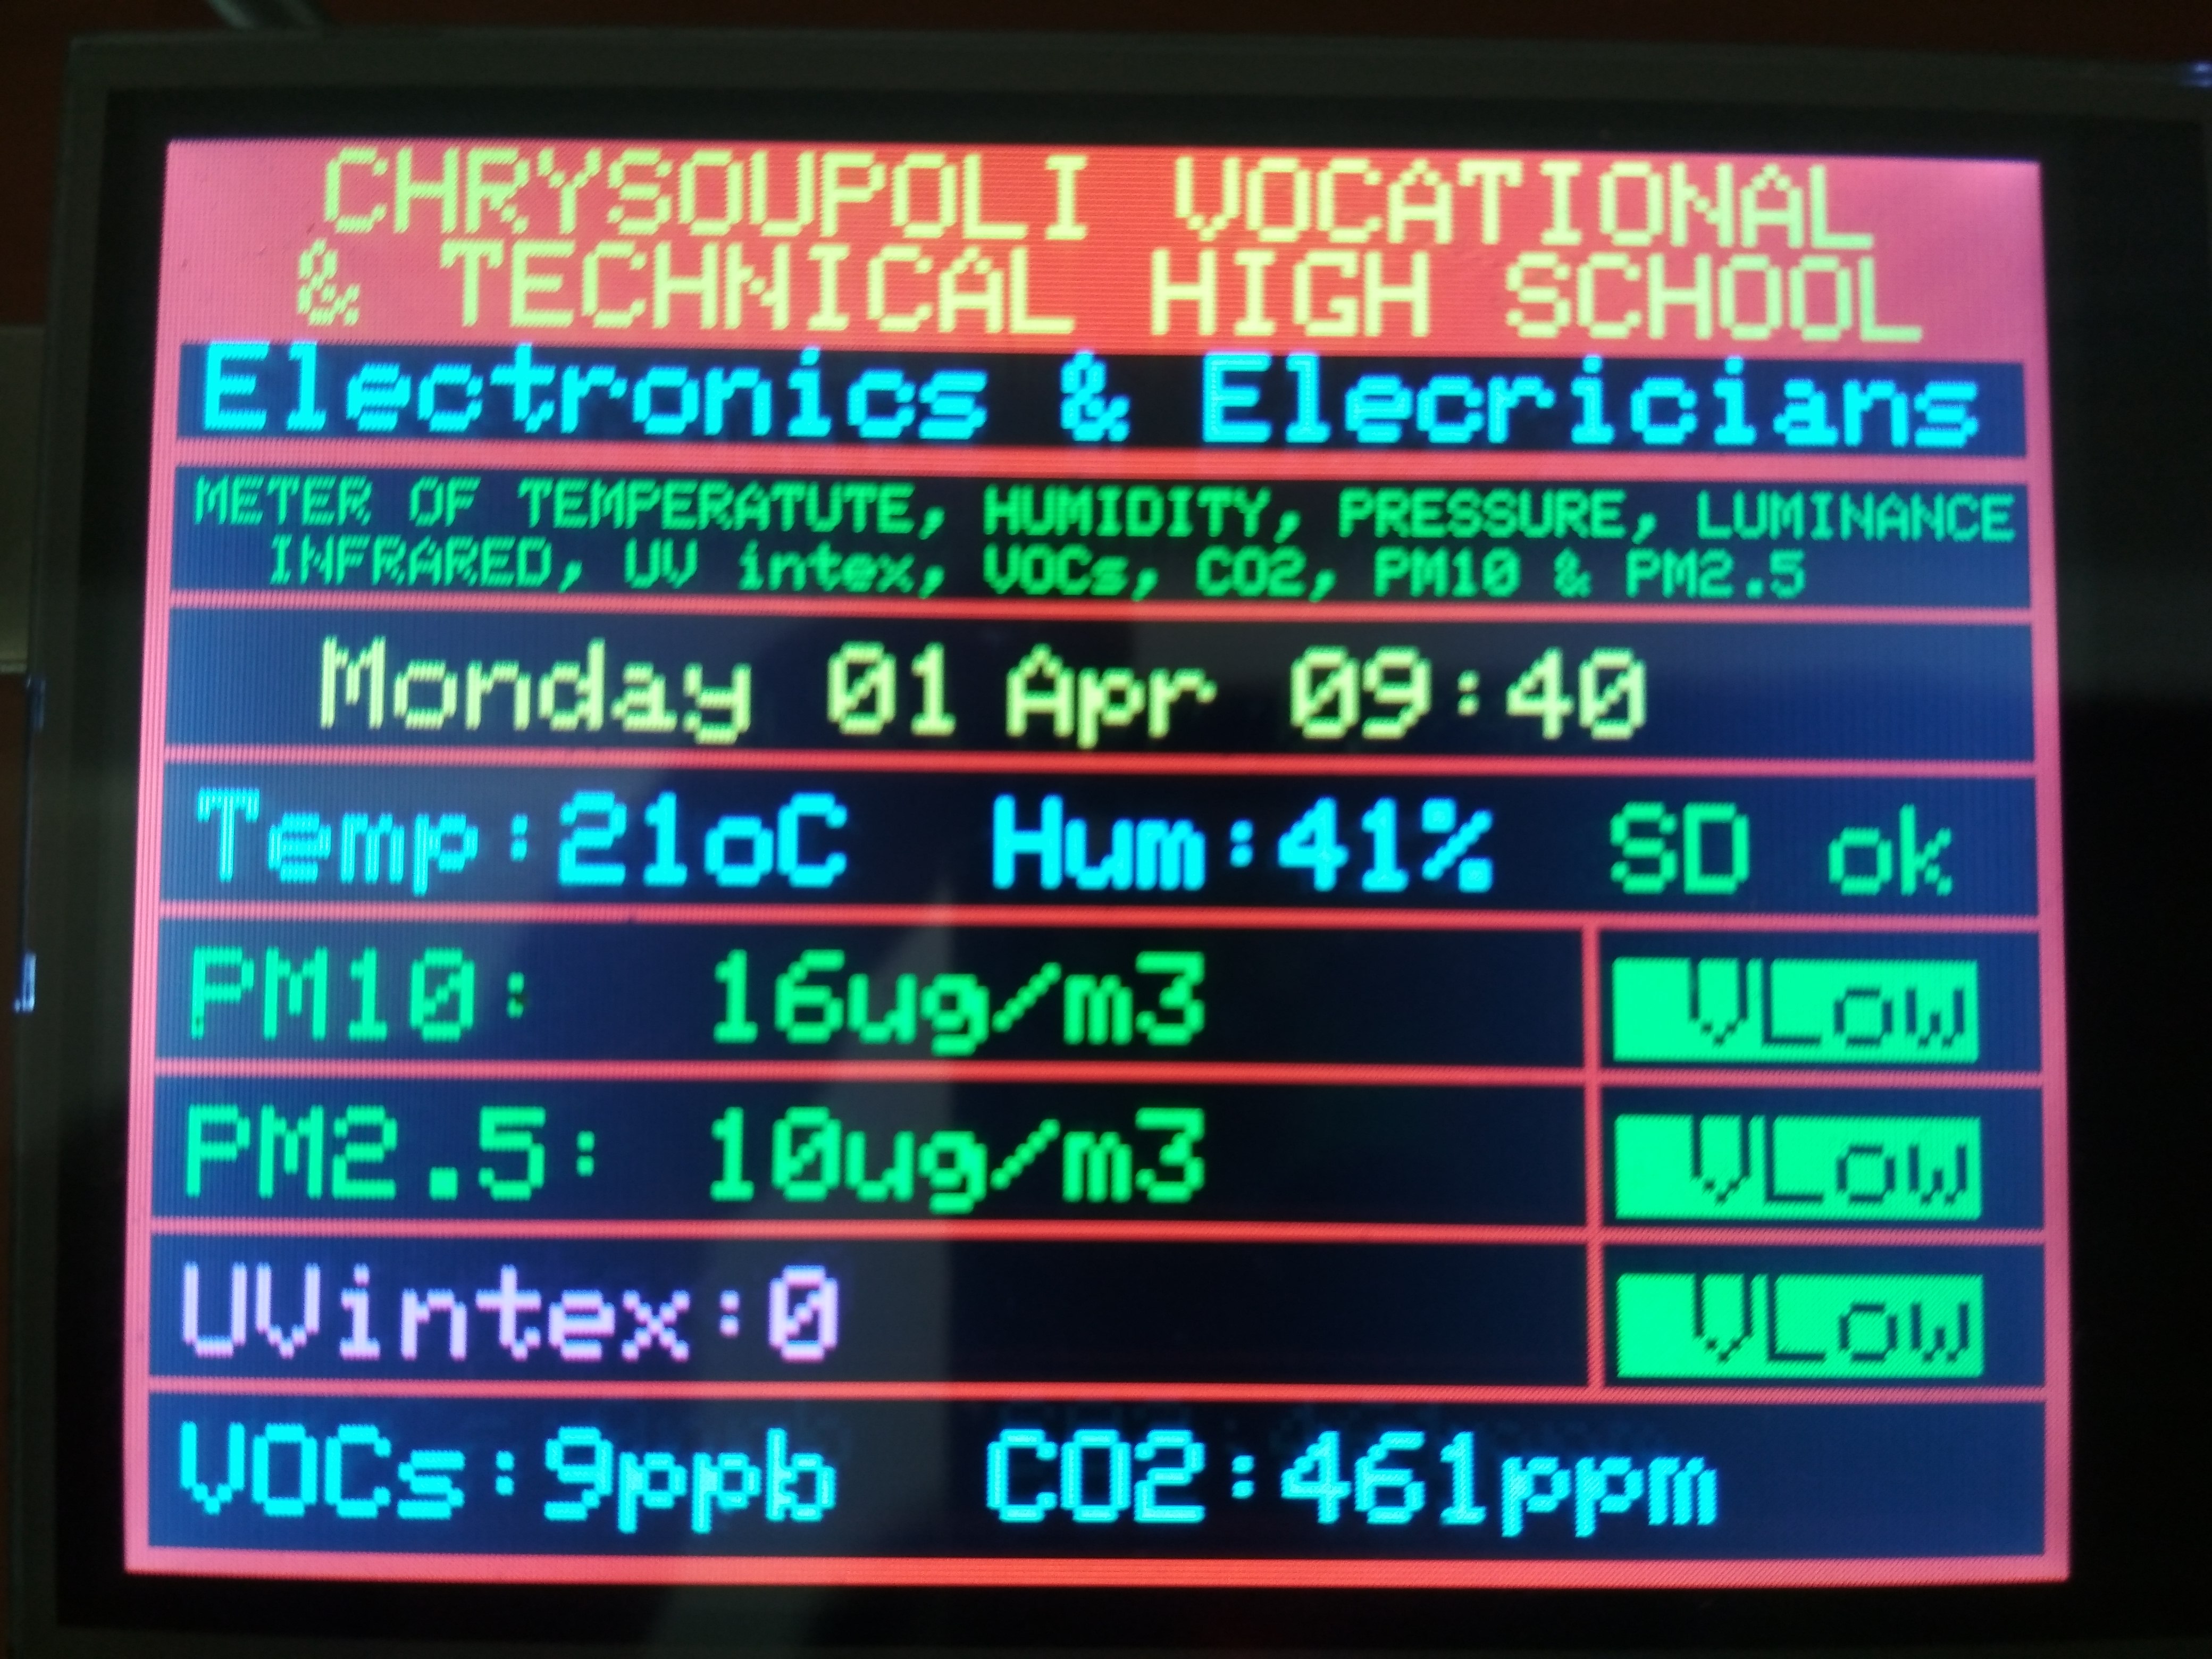 CHRYSOUPOLI VOCATIONAL
& TECHNICAL HIGH SCHOOL
Electronics & Elecricians
METER OF TEMPERATUTE, HUMIDITY, PRESSURE, LUMINANCE
INFRARED, UV intex, VOCs, CO2, PM10 & PM2.5
Monday 01 Apr 09:40
Temp:21oC Hum:41% SD ok
PM10: 16ug/m3 VLow
PM2.5: 10ug/m3 VLow
UVintex:0 VLow
VOCs:9ppb CO2:461ppm